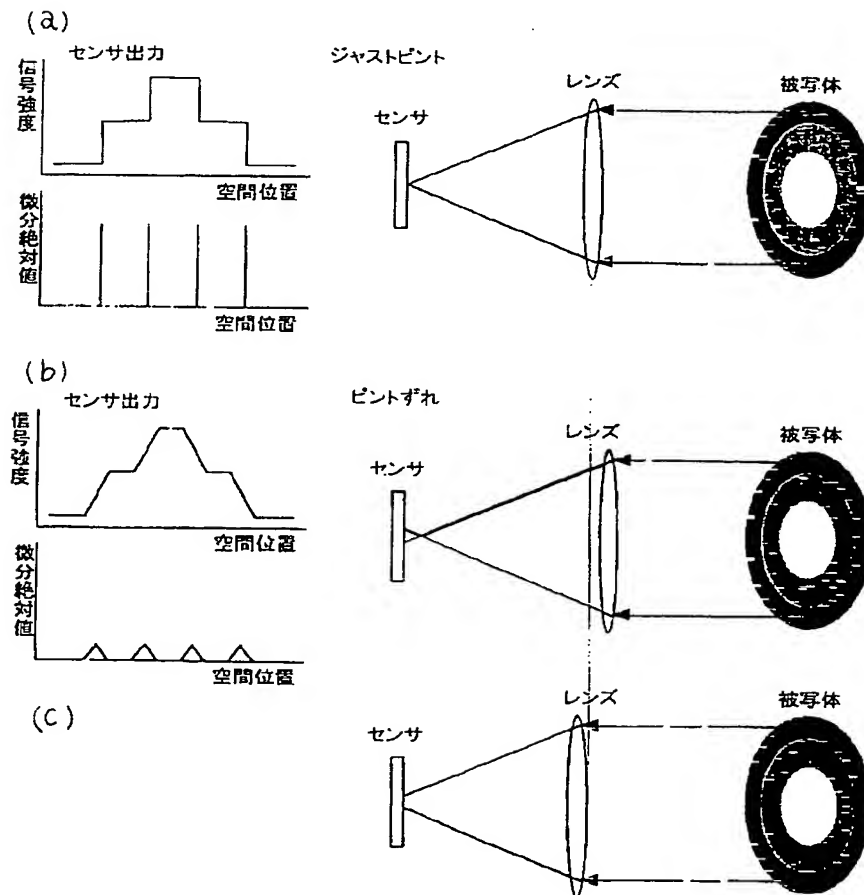 (a)
センサ出力
信号強度
空間位置
微分絶対値
空間位置
ジャストピント
センサ
レンズ
被写体
(b)
センサ出力
信号強度
空間位置
微分絶対値
空間位置
ピントずれ
センサ
レンズ
被写体
(c)
センサ
レンズ
被写体